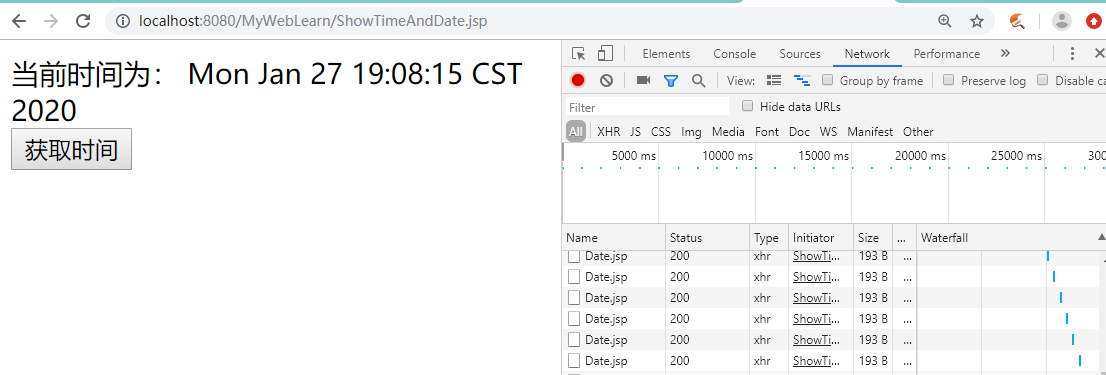 localhost:8080/MyWebLearn/ShowTimeAndDate.jsp
当前时间为： Mon Jan 27 19:08:15 CST
2020
获取时间
Elements Console Sources Network Performance »
View: Group by frame Preserve log Disable ca
Filter Hide data URLs
All XHR JS CSS Img Media Font Doc WS Manifest Other
5000 ms 10000 ms 15000 ms 20000 ms 25000 ms 300
Name Status Type Initiator Size ... Waterfall
Date.jsp 200 xhr ShowTi... 193 B ...
Date.jsp 200 xhr ShowTi... 193 B ...
Date.jsp 200 xhr ShowTi... 193 B ...
Date.jsp 200 xhr ShowTi... 193 B ...
Date.jsp 200 xhr ShowTi... 193 B ...
Date.jsp 200 xhr ShowTi... 193 B ...